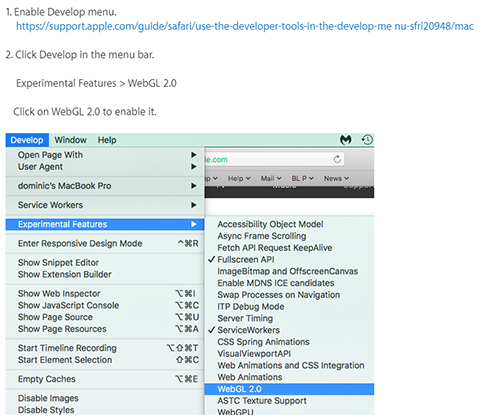 1. Enable Develop menu.
https://support.apple.com/guide/safari/use-the-developer-tools-in-the-develop-me nu-sfri20948/mac
2. Click Develop in the menu bar.
Experimental Features > WebGL 2.0
Click on WebGL 2.0 to enable it.
Develop Window Help
Open Page With
User Agent
dominic's MacBook Pro
Service Workers
Experimental Features
Enter Responsive Design Mode ^⌘R
Show Snippet Editor
Show Extension Builder
Show Web Inspector ⌥⌘I
Show JavaScript Console ⌥⌘C
Show Page Source ⌥⌘U
Show Page Resources ⌥⌘A
Start Timeline Recording ⌥⇧⌘T
Start Element Selection ⇧⌘C
Empty Caches ⌥⌘E
Disable Images
Disable Styles
le.com
Help Mail BL P News
Accessibility Object Model
Async Frame Scrolling
Fetch API Request KeepAlive
✓ Fullscreen API
ImageBitmap and OffscreenCanvas
Enable MDNS ICE candidates
Swap Processes on Navigation
ITP Debug Mode
Server Timing
✓ ServiceWorkers
CSS Spring Animations
VisualViewportAPI
Web Animations and CSS Integration
Web Animations
WebGL 2.0
ASTC Texture Support
WebGPU